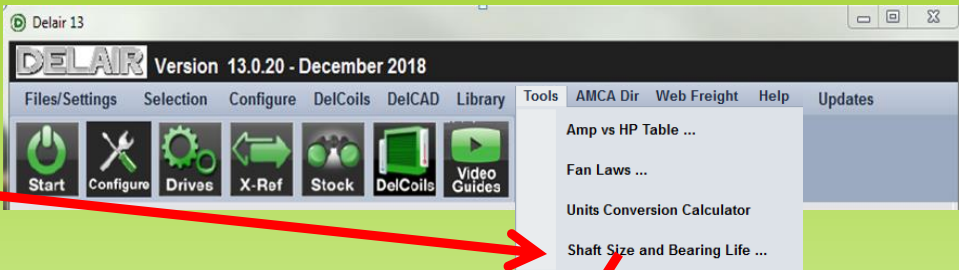 Delair 13
DELAIR Version 13.0.20 - December 2018
Files/Settings Selection Configure DelCoils DelCAD Library Tools AMCA Dir Web Freight Help Updates
Start Configure Drives X-Ref Stock DelCoils Video Guides
Amp vs HP Table ...
Fan Laws ...
Units Conversion Calculator
Shaft Size and Bearing Life ...